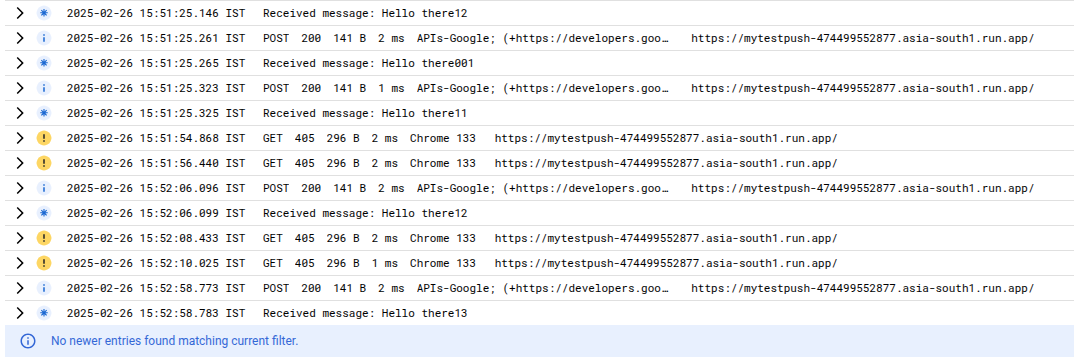 2025-02-26 15:51:25.146 IST Received message: Hello there12
2025-02-26 15:51:25.261 IST POST 200 141 B 2 ms APIs-Google; (+https://developers.goo… https://mytestpush-474499552877.asia-south1.run.app/
2025-02-26 15:51:25.265 IST Received message: Hello there001
2025-02-26 15:51:25.323 IST POST 200 141 B 1 ms APIs-Google; (+https://developers.goo… https://mytestpush-474499552877.asia-south1.run.app/
2025-02-26 15:51:25.325 IST Received message: Hello there11
2025-02-26 15:51:54.868 IST GET 405 296 B 2 ms Chrome 133 https://mytestpush-474499552877.asia-south1.run.app/
2025-02-26 15:51:56.440 IST GET 405 296 B 2 ms Chrome 133 https://mytestpush-474499552877.asia-south1.run.app/
2025-02-26 15:52:06.096 IST POST 200 141 B 2 ms APIs-Google; (+https://developers.goo… https://mytestpush-474499552877.asia-south1.run.app/
2025-02-26 15:52:06.099 IST Received message: Hello there12
2025-02-26 15:52:08.433 IST GET 405 296 B 2 ms Chrome 133 https://mytestpush-474499552877.asia-south1.run.app/
2025-02-26 15:52:10.025 IST GET 405 296 B 1 ms Chrome 133 https://mytestpush-474499552877.asia-south1.run.app/
2025-02-26 15:52:58.773 IST POST 200 141 B 2 ms APIs-Google; (+https://developers.goo… https://mytestpush-474499552877.asia-south1.run.app/
2025-02-26 15:52:58.783 IST Received message: Hello there13
No newer entries found matching current filter.